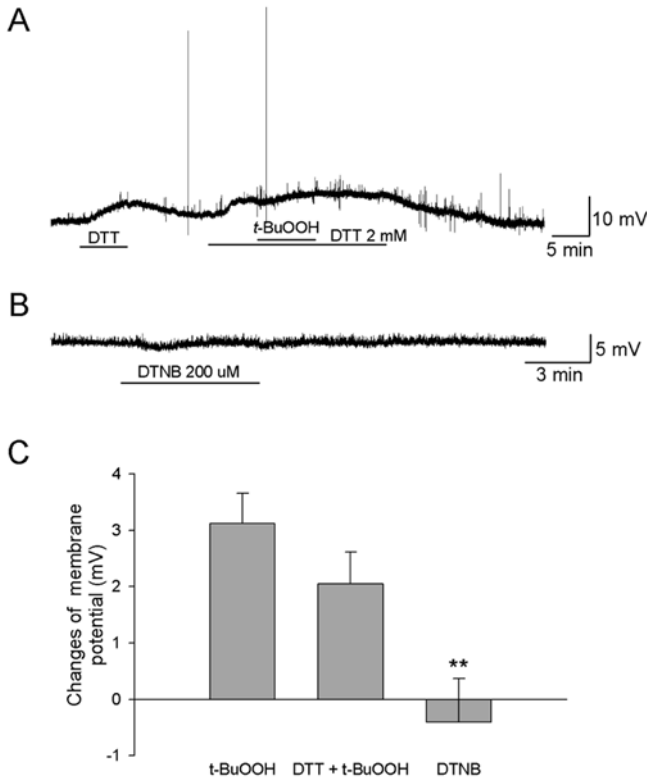 A
DTT
t-BuOOH
DTT 2 mM
10 mV
5 min
B
DTNB 200 uM
5 mV
3 min
C
Changes of membrane
potential (mV)
4
3
2
1
0
-1
**
t-BuOOH DTT + t-BuOOH DTNB